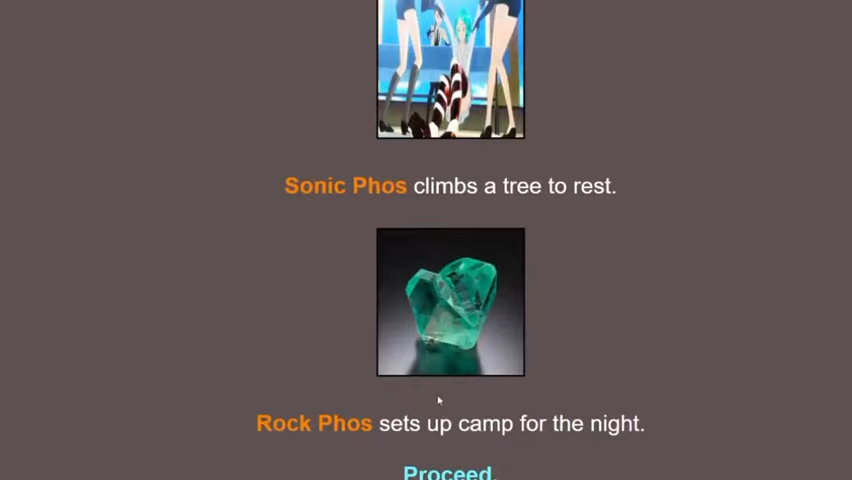 Sonic Phos climbs a tree to rest.
Rock Phos sets up camp for the night.
Proceed.